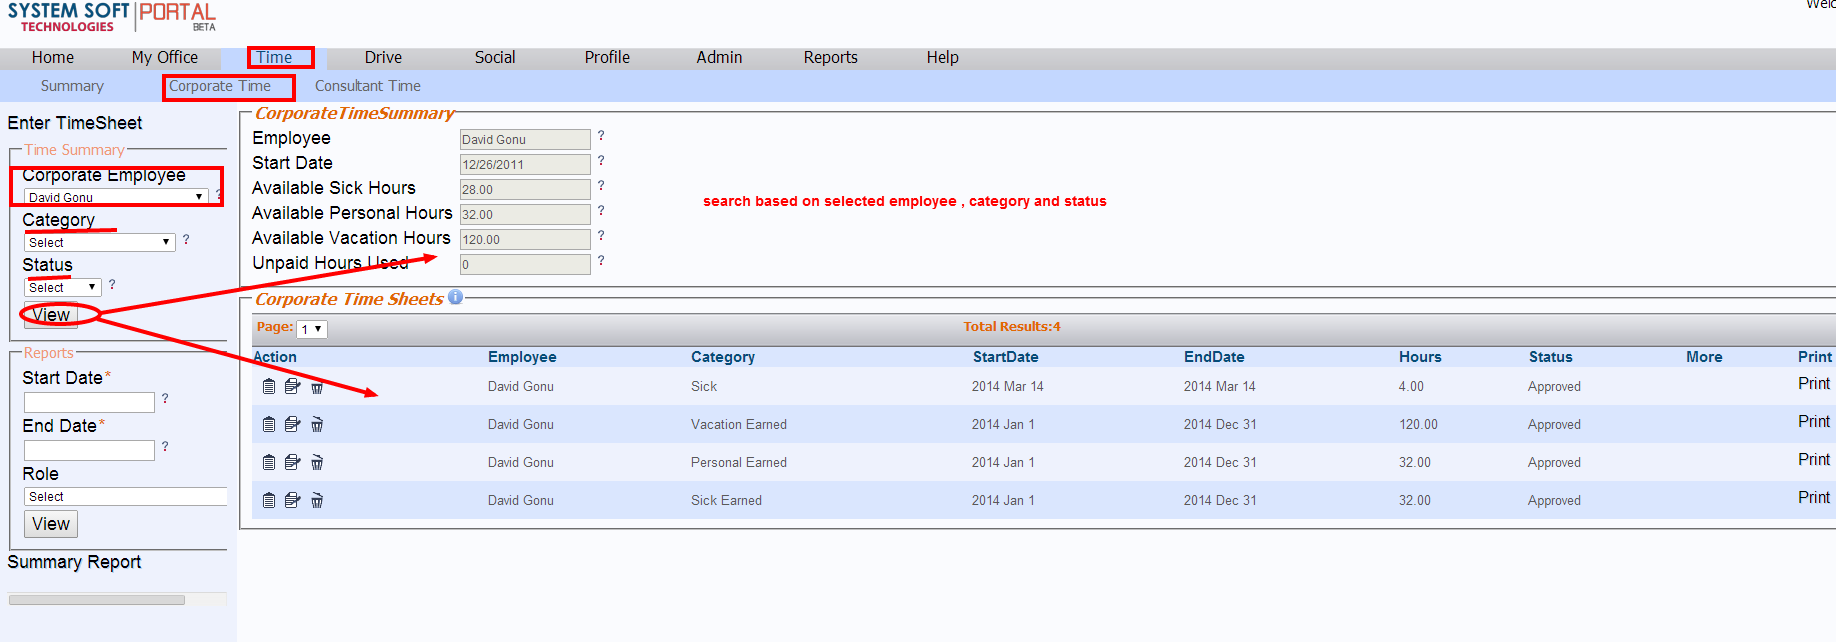 SYSTEM SOFT PORTAL
TECHNOLOGIES BETA
Home My Office Time Drive Social Profile Admin Reports Help
Summary Corporate Time Consultant Time
Enter TimeSheet
Time Summary
Corporate Employee
David Gonu ?
Category
Select ?
Status
Select ?
View
Reports
Start Date*
?
End Date*
?
Role
Select
View
Summary Report
CorporateTimeSummary
Employee David Gonu ?
Start Date 12/26/2011 ?
Available Sick Hours 28.00 ?
Available Personal Hours 32.00 ?
Available Vacation Hours 120.00 ?
Unpaid Hours Used 0 ?
search based on selected employee , category and status
Corporate Time Sheets i
Page: 1 Total Results:4
Action Employee Category StartDate EndDate Hours Status More Print
David Gonu Sick 2014 Mar 14 2014 Mar 14 4.00 Approved Print
David Gonu Vacation Earned 2014 Jan 1 2014 Dec 31 120.00 Approved Print
David Gonu Personal Earned 2014 Jan 1 2014 Dec 31 32.00 Approved Print
David Gonu Sick Earned 2014 Jan 1 2014 Dec 31 32.00 Approved Print